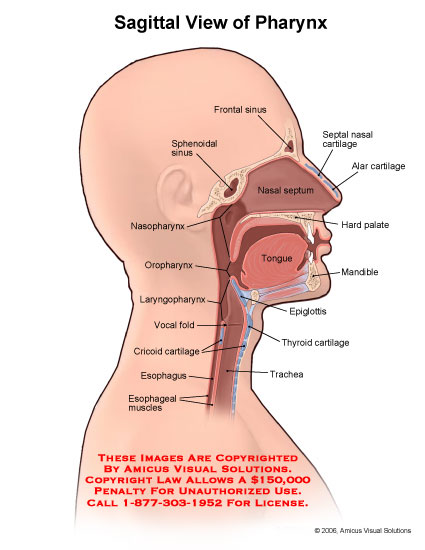 Sagittal View of Pharynx
Frontal sinus
Septal nasal
cartilage
Sphenoidal
sinus
Alar cartilage
Nasal septum
Nasopharynx
Hard palate
Tongue
Oropharynx
Mandible
Laryngopharynx
Epiglottis
Vocal fold
Thyroid cartilage
Cricoid cartilage
Esophagus
Trachea
Esophageal
muscles
THESE IMAGES ARE COPYRIGHTED
BY AMICUS VISUAL SOLUTIONS.
COPYRIGHT LAW ALLOWS A $150,000
PENALTY FOR UNAUTHORIZED USE.
CALL 1-877-303-1952 FOR LICENSE.
© 2006, Amicus Visual Solutions